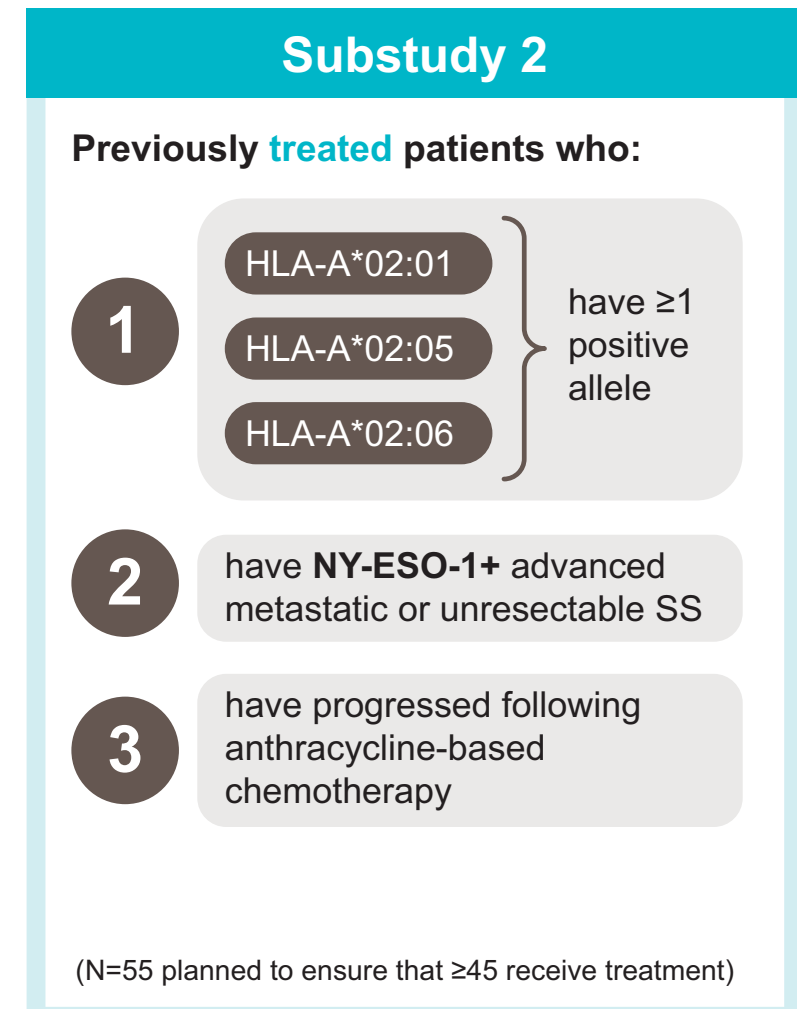 Substudy 2
Previously treated patients who:
1
HLA-A*02:01
HLA-A*02:05
HLA-A*02:06
have ≥1
positive
allele
2
have NY-ESO-1+ advanced
metastatic or unresectable SS
3
have progressed following
anthracycline-based
chemotherapy
(N=55 planned to ensure that ≥45 receive treatment)